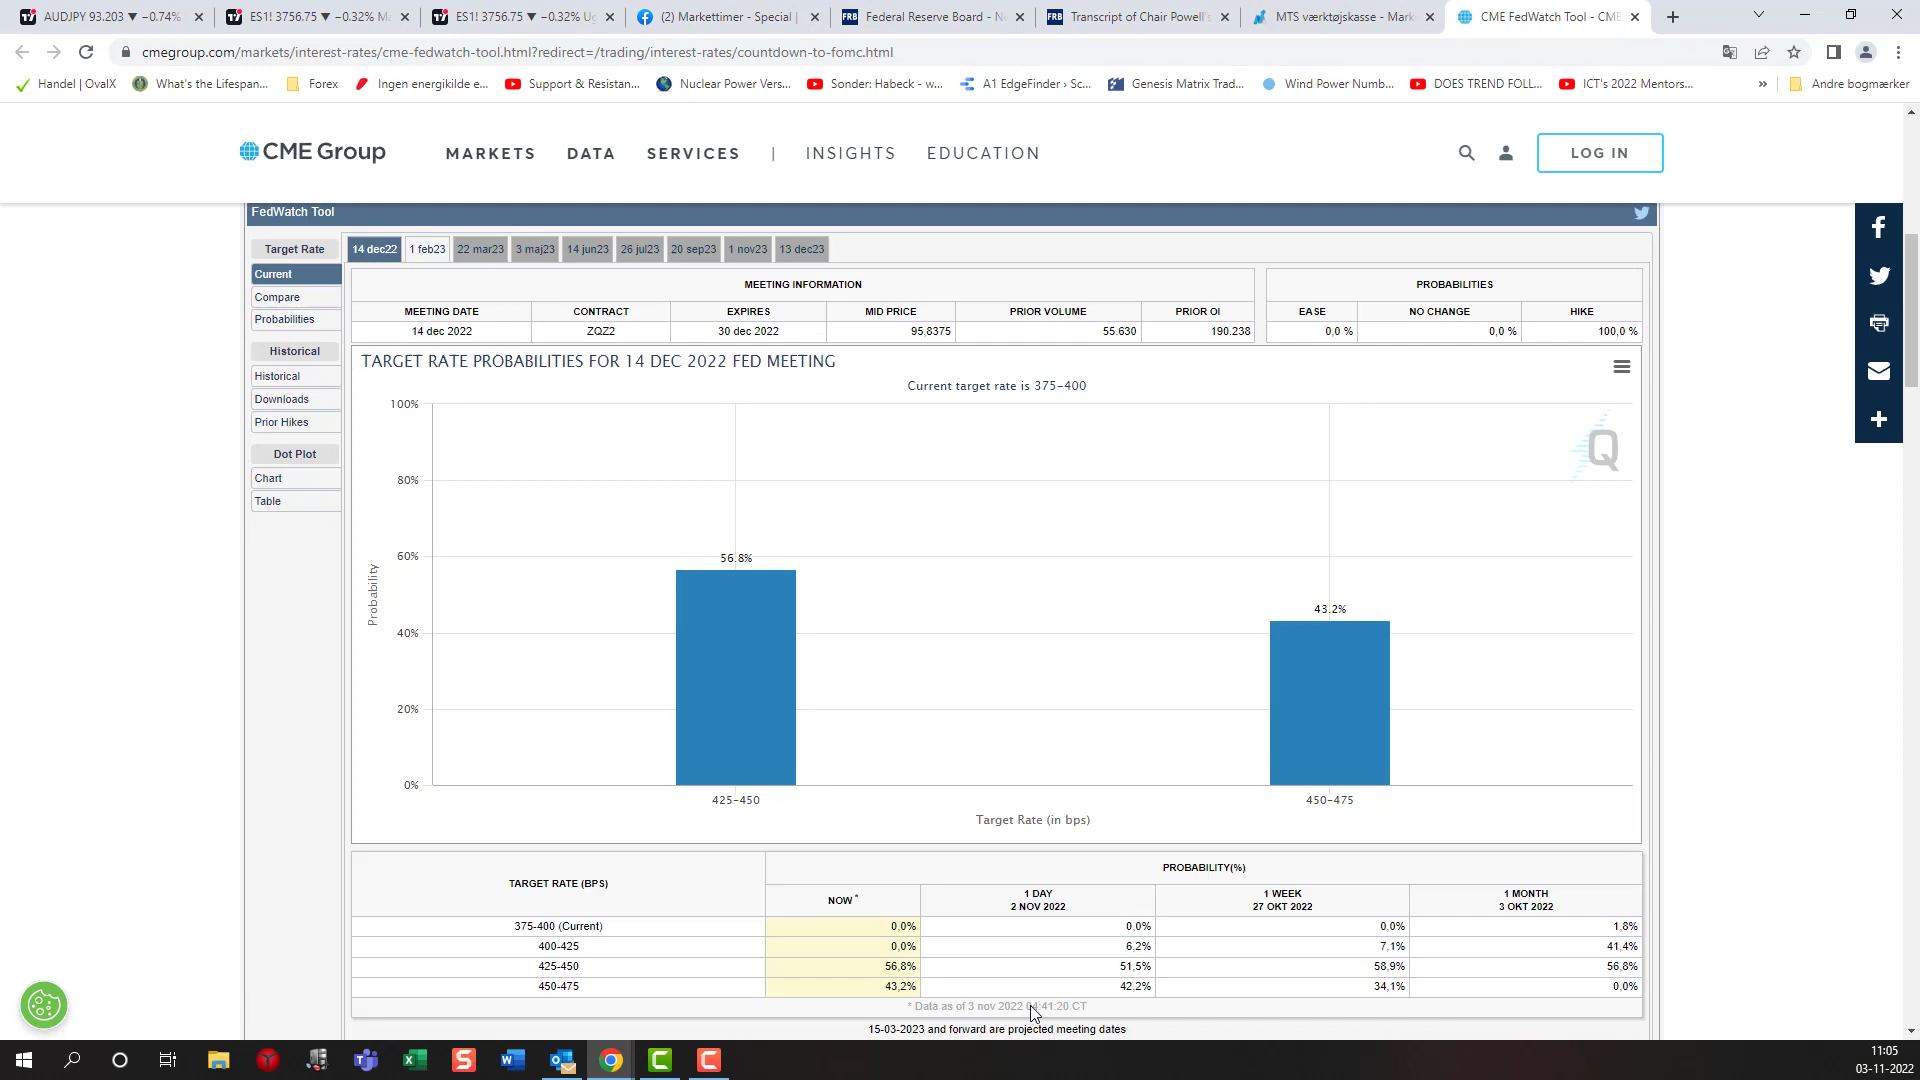 AUDJPY 93.203 ▼ −0.74%
ES1! 3756.75 ▼ −0.32% Ma
ES1! 3756.75 ▼ −0.32% Ug
(2) Markettimer - Special |
Federal Reserve Board - N
Transcript of Chair Powell's
MTS værktøjskasse - Mark
CME FedWatch Tool - CME
cmegroup.com/markets/interest-rates/cme-fedwatch-tool.html?redirect=/trading/interest-rates/countdown-to-fomc.html
Handel | OvalX
What's the Lifespan...
Forex
Ingen energikilde e...
Support & Resistan...
Nuclear Power Vers...
Sonder: Habeck - w...
A1 EdgeFinder › Sc...
Genesis Matrix Trad...
Wind Power Numb...
DOES TREND FOLL...
ICT's 2022 Mentors...
»
Andre bogmærker
CME Group
MARKETS DATA SERVICES | INSIGHTS EDUCATION
LOG IN
FedWatch Tool
Target Rate
Current
Compare
Probabilities
Historical
Historical
Downloads
Prior Hikes
Dot Plot
Chart
Table
14 dec22 1 feb23 22 mar23 3 maj23 14 jun23 26 jul23 20 sep23 1 nov23 13 dec23
MEETING INFORMATION
MEETING DATE CONTRACT EXPIRES MID PRICE PRIOR VOLUME PRIOR OI
14 dec 2022 ZQZ2 30 dec 2022 95,8375 55.630 190.238
PROBABILITIES
EASE NO CHANGE HIKE
0,0 % 0,0 % 100,0 %
TARGET RATE PROBABILITIES FOR 14 DEC 2022 FED MEETING
Current target rate is 375–400
Q
100%
80%
60%
40%
20%
0%
Probability
56.8%
43.2%
425–450
450–475
Target Rate (in bps)
TARGET RATE (BPS)
PROBABILITY(%)
NOW *
1 DAY
2 NOV 2022
1 WEEK
27 OKT 2022
1 MONTH
3 OKT 2022
375-400 (Current) 0,0% 0,0% 0,0% 1,8%
400-425 0,0% 6,2% 7,1% 41,4%
425-450 56,8% 51,5% 58,9% 56,8%
450-475 43,2% 42,2% 34,1% 0,0%
* Data as of 3 nov 2022 04:41:20 CT
15-03-2023 and forward are projected meeting dates
11:05
03-11-2022